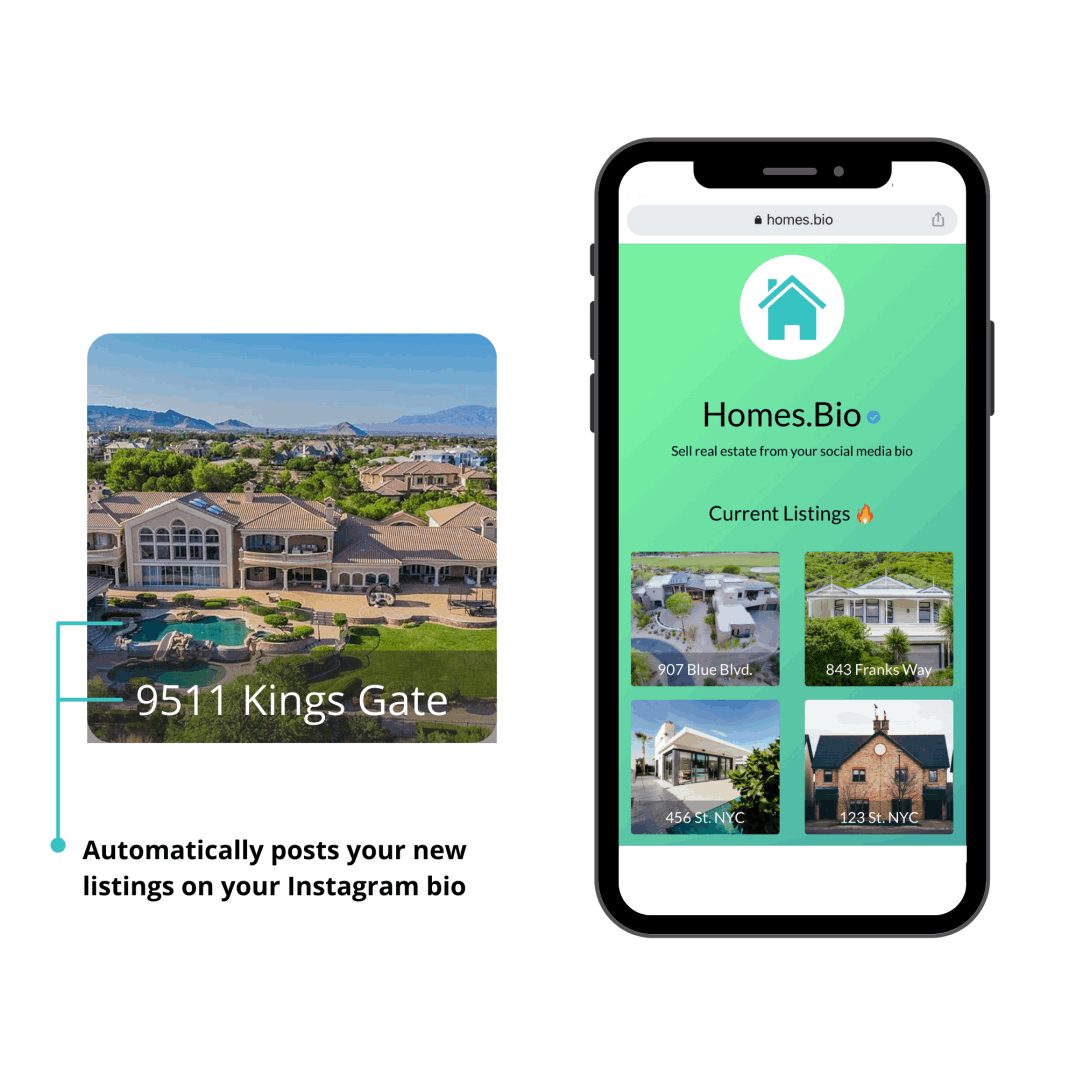 9511 Kings Gate
Automatically posts your new
listings on your Instagram bio
homes.bio
Homes.Bio
Sell real estate from your social media bio
Current Listings 🔥
907 Blue Blvd.
843 Franks Way
456 St. NYC
123 St. NYC